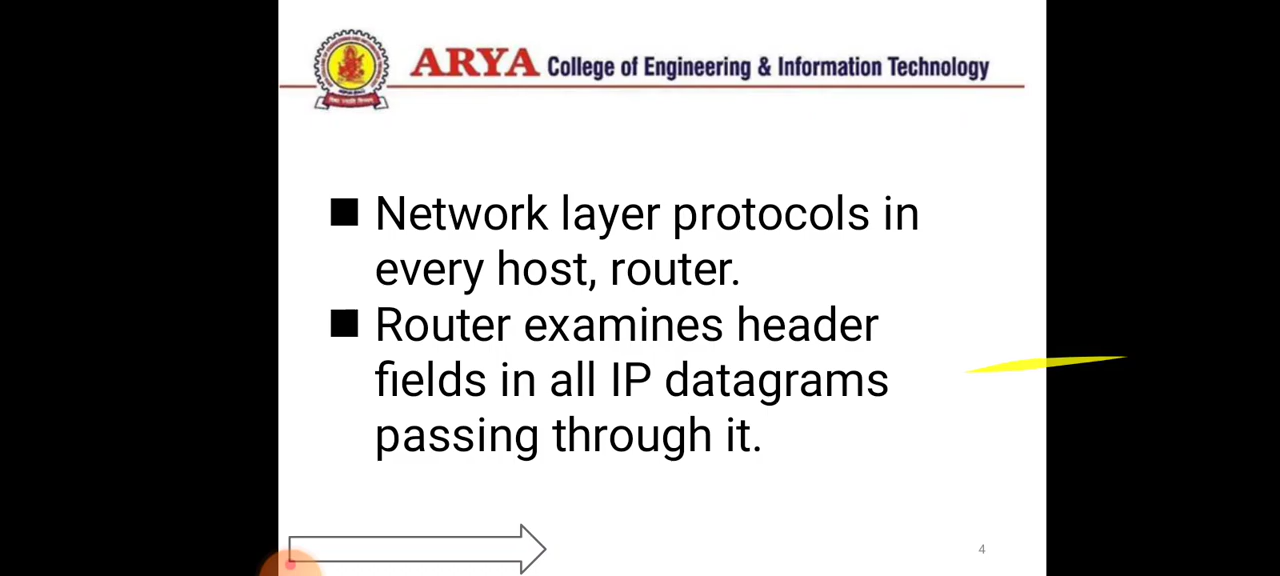 ARYA College of Engineering & Information Technology
■ Network layer protocols in
every host, router.
■ Router examines header
fields in all IP datagrams
passing through it.
4